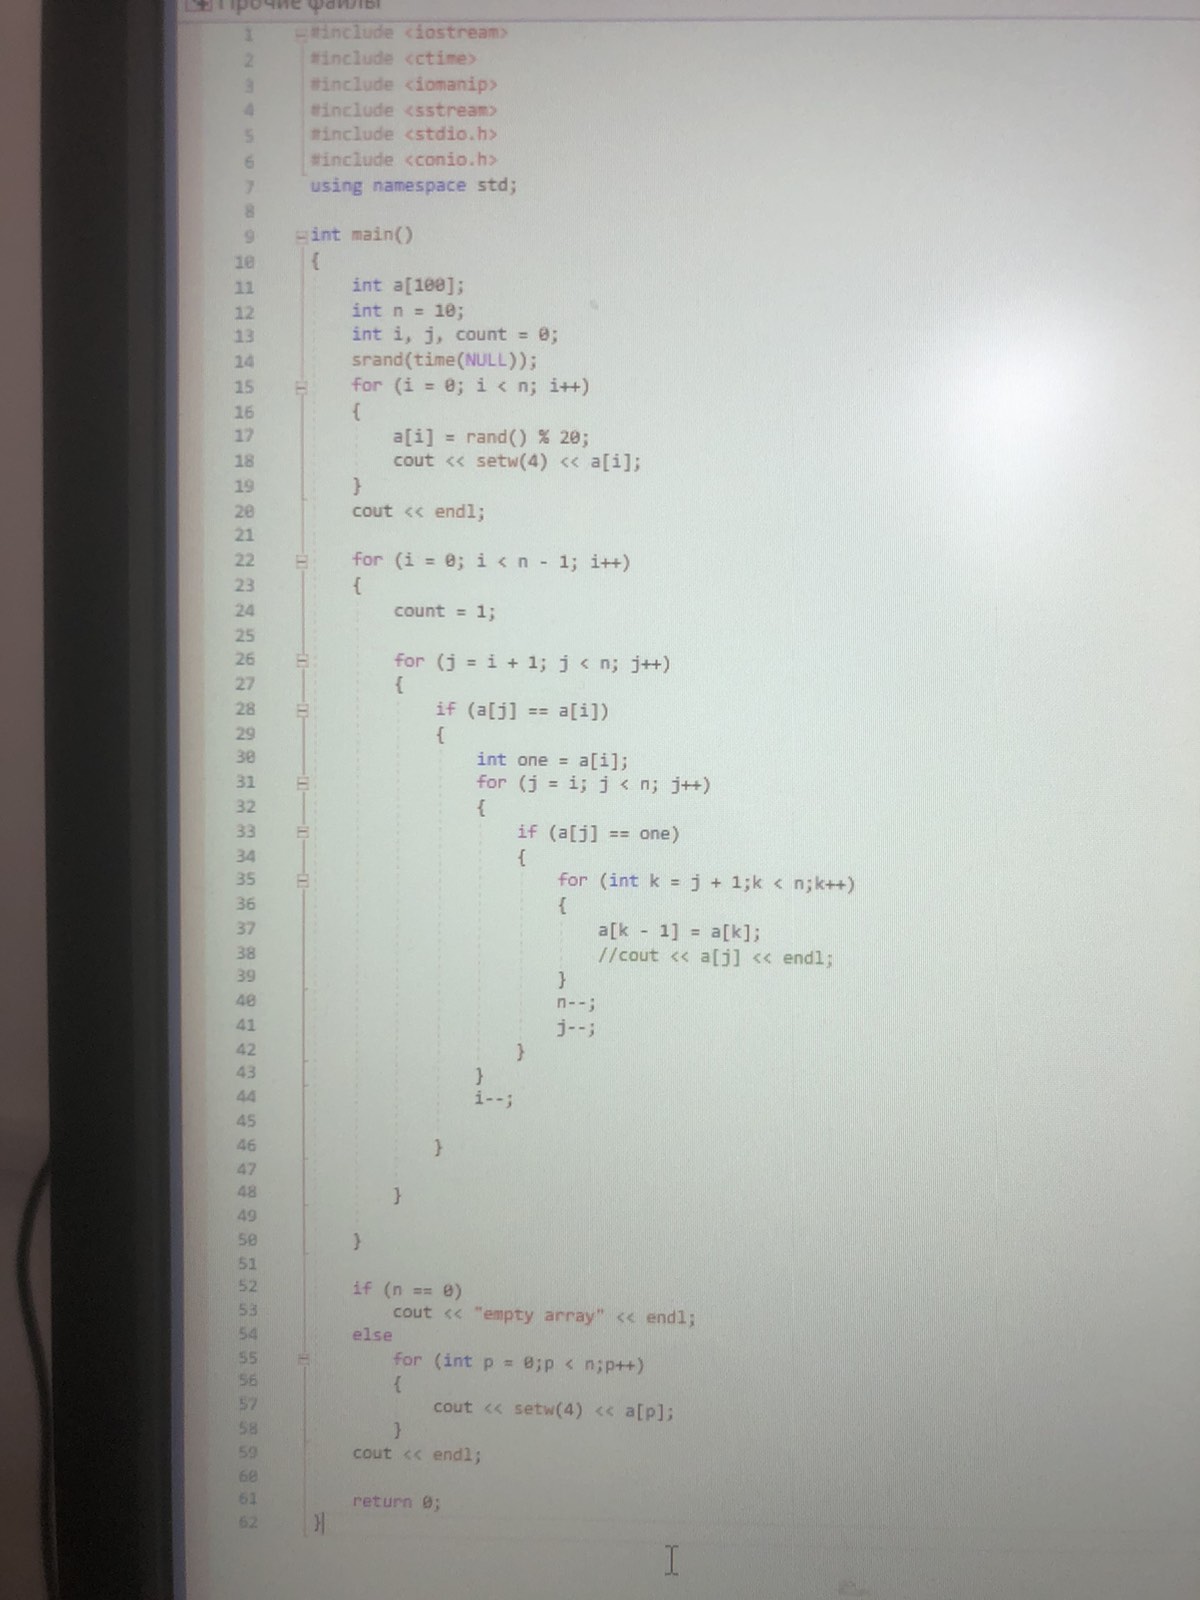 Прочие файлы
1 #include <iostream>
2 #include <ctime>
3 #include <iomanip>
4 #include <sstream>
5 #include <stdio.h>
6 #include <conio.h>
7 using namespace std;
8
9 int main()
10 {
11 int a[100];
12 int n = 10;
13 int i, j, count = 0;
14 srand(time(NULL));
15 for (i = 0; i < n; i++)
16 {
17 a[i] = rand() % 20;
18 cout << setw(4) << a[i];
19 }
20 cout << endl;
21
22 for (i = 0; i < n - 1; i++)
23 {
24 count = 1;
25
26 for (j = i + 1; j < n; j++)
27 {
28 if (a[j] == a[i])
29 {
30 int one = a[i];
31 for (j = i; j < n; j++)
32 {
33 if (a[j] == one)
34 {
35 for (int k = j + 1;k < n;k++)
36 {
37 a[k - 1] = a[k];
38 //cout << a[j] << endl;
39 }
40 n--;
41 j--;
42 }
43 }
44 i--;
45
46 }
47
48 }
49
50 }
51
52 if (n == 0)
53 cout << "empty array" << endl;
54 else
55 for (int p = 0;p < n;p++)
56 {
57 cout << setw(4) << a[p];
58 }
59 cout << endl;
60
61 return 0;
62 }